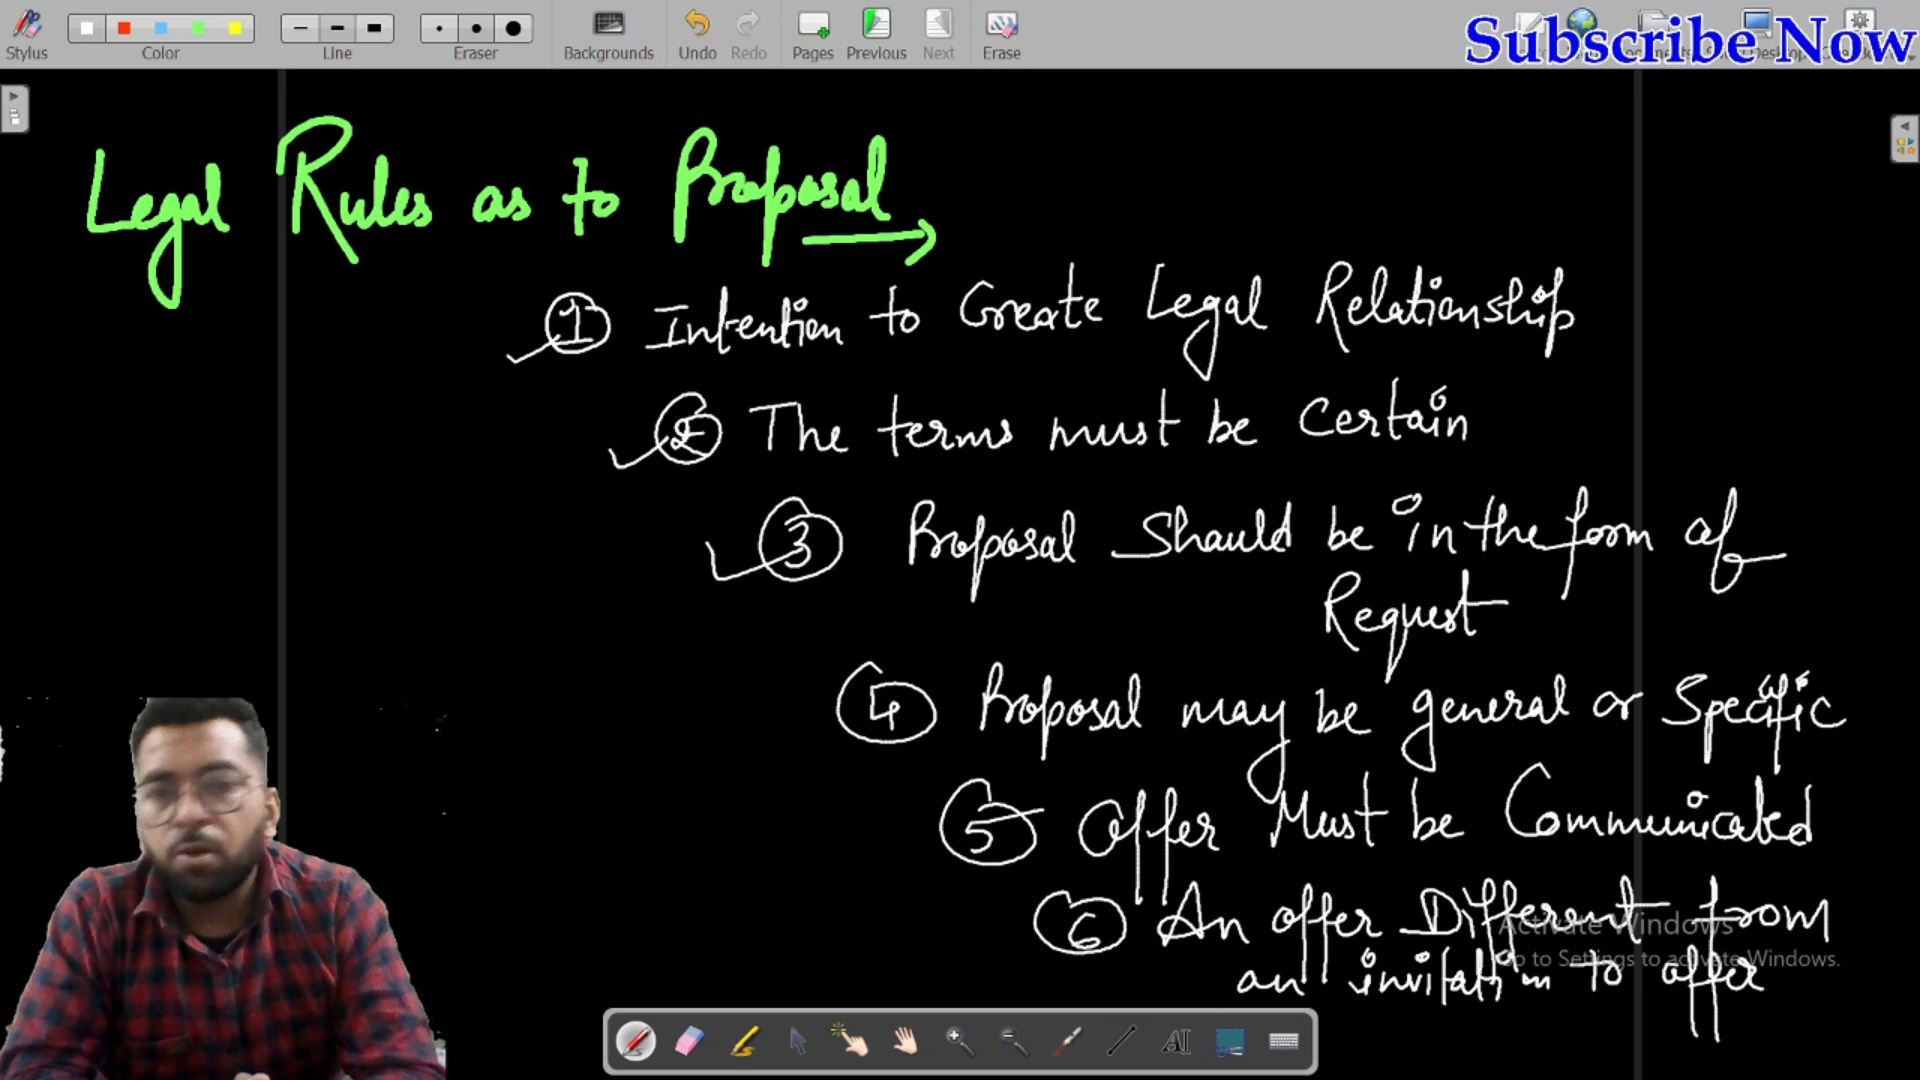 Subscribe Now
Stylus Color Line Eraser Backgrounds Undo Redo Pages Previous Next Erase
Legal Rules as to Proposal
1 Intention to Create Legal Relationship
2 The terms must be Certain
3 Proposal Should be in the form of
Request
4 Proposal may be general or Specific
5 Offer Must be Communicated
6 An offer Different from
an invitation to offer
Activate Windows
Go to Settings to activate Windows.